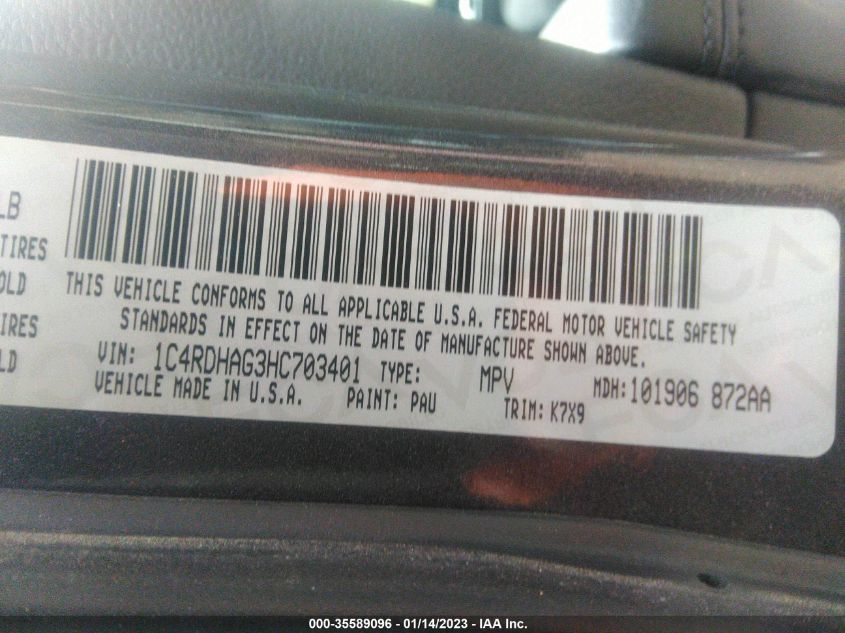 LB
TIRES
OLD
IRES
LD
THIS VEHICLE CONFORMS TO ALL APPLICABLE U.S.A. FEDERAL MOTOR VEHICLE SAFETY
STANDARDS IN EFFECT ON THE DATE OF MANUFACTURE SHOWN ABOVE.
VIN: 1C4RDHAG3HC703401 TYPE: MPV MDH:101906 872AA
VEHICLE MADE IN U.S.A. PAINT: PAU TRIM: K7X9
000-35589096 - 01/14/2023 - IAA Inc.